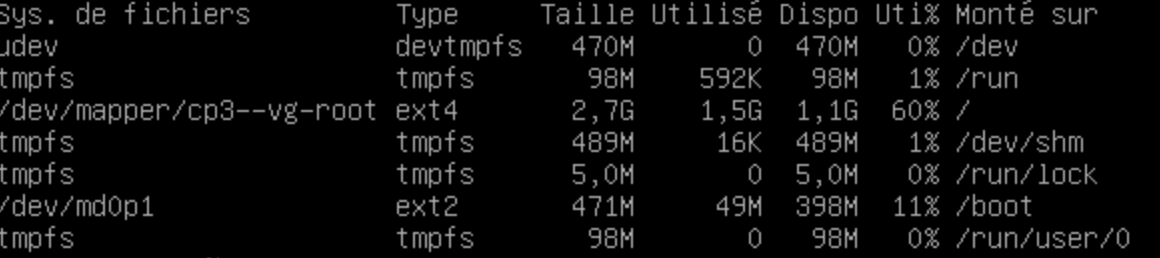 Sys. de fichiers Type Taille Utilisé Dispo Uti% Monté sur
udev devtmpfs 470M 0 470M 0% /dev
tmpfs tmpfs 98M 592K 98M 1% /run
/dev/mapper/cp3--vg-root ext4 2,7G 1,5G 1,1G 60% /
tmpfs tmpfs 489M 16K 489M 1% /dev/shm
tmpfs tmpfs 5,0M 0 5,0M 0% /run/lock
/dev/md0p1 ext2 471M 49M 398M 11% /boot
tmpfs tmpfs 98M 0 98M 0% /run/user/0